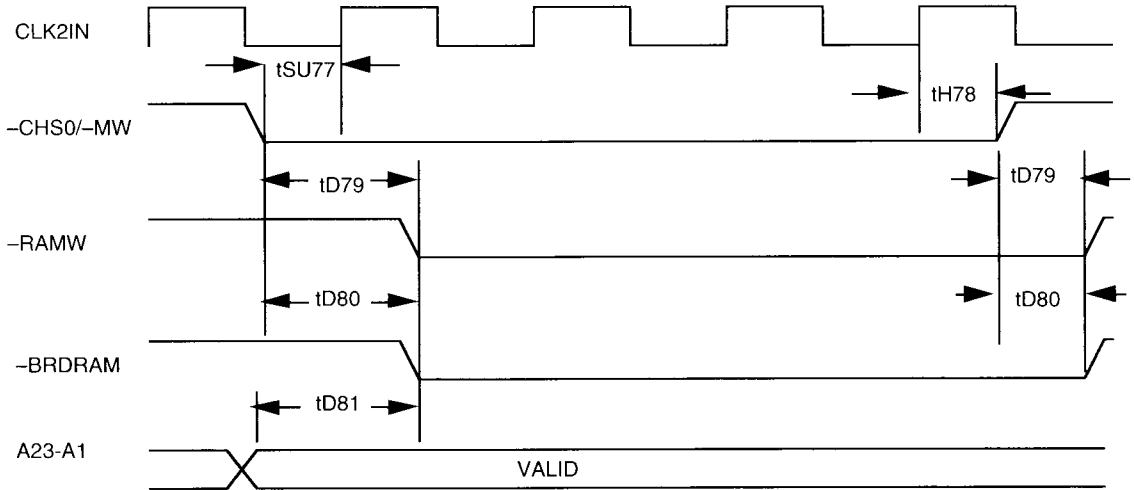 CLK2IN
tSU77
tH78
–CHS0/–MW
tD79
tD79
–RAMW
tD80
tD80
–BRDRAM
tD81
A23-A1
VALID